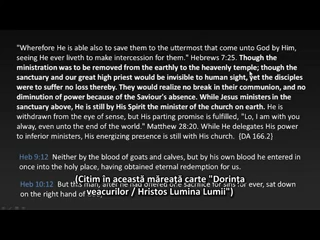 "Wherefore He is able also to save them to the uttermost that come unto God by Him,
seeing He ever liveth to make intercession for them." Hebrews 7:25. Though the
ministration was to be removed from the earthly to the heavenly temple; though the
sanctuary and our great high priest would be invisible to human sight, yet the disciples
were to suffer no loss thereby. They would realize no break in their communion, and no
diminution of power because of the Saviour's absence. While Jesus ministers in the
sanctuary above, He is still by His Spirit the minister of the church on earth. He is
withdrawn from the eye of sense, but His parting promise is fulfilled, "Lo, I am with you
alway, even unto the end of the world." Matthew 28:20. While He delegates His power
to inferior ministers, His energizing presence is still with His church. {DA 166.2}
Heb 9:12 Neither by the blood of goats and calves, but by his own blood he entered in
once into the holy place, having obtained eternal redemption for us.
Heb 10:12 But this man, after he had offered one sacrifice for sins for ever, sat down
on the right hand of God;
(Citim în această măreață carte "Dorința
veacurilor / Hristos Lumina Lumii")